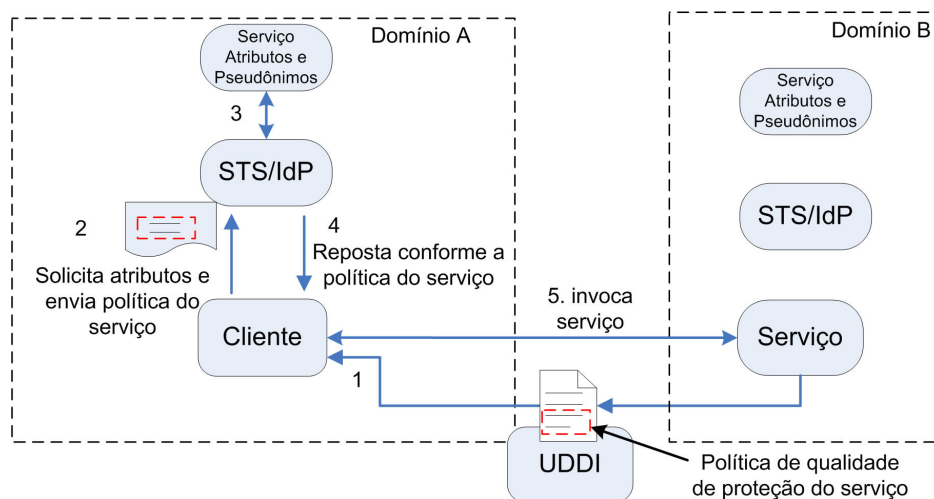 Serviço
Atributos e
Pseudônimos
Domínio A
3
STS/IdP
2
Solicita atributos e
envia política do
serviço
4
Reposta conforme a
política do serviço
Cliente
1
5. invoca
serviço
Domínio B
Serviço
Atributos e
Pseudônimos
STS/IdP
Serviço
UDDI
Política de qualidade
de proteção do serviço